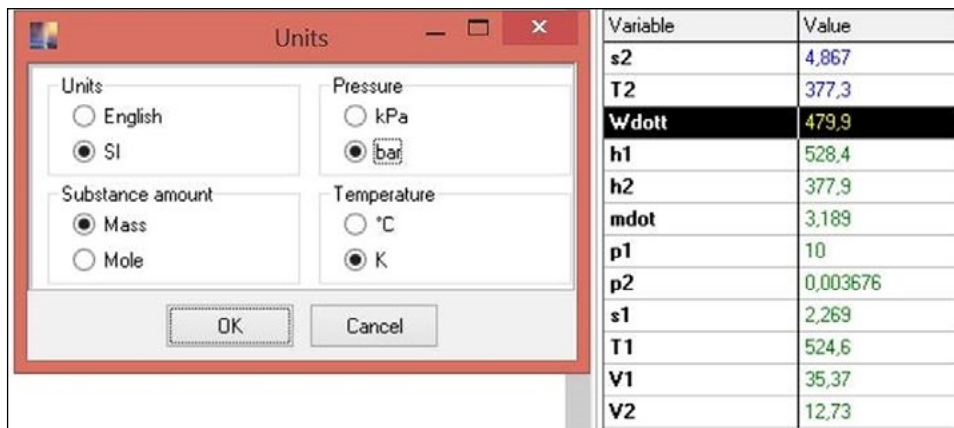 Units
Units
English
SI
Pressure
kPa
bar
Substance amount
Mass
Mole
Temperature
°C
K
OK
Cancel
Variable Value
s2 4,867
T2 377,3
Wdott 479,9
h1 528,4
h2 377,9
mdot 3,189
p1 10
p2 0,003676
s1 2,269
T1 524,6
V1 35,37
V2 12,73